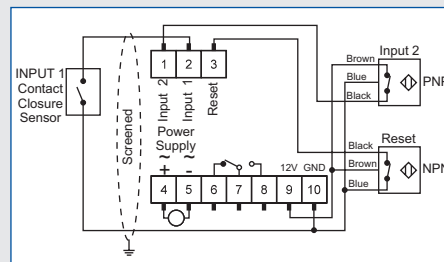 INPUT 1
Contact
Closure
Sensor
Screened
1 2 3
Input 2
Input 1
Reset
Power
Supply
~ ~
+ -
12V GND
4 5 6 7 8 9 10
Input 2
Brown
Blue
Black
PNP
Reset
Black
Brown
Blue
NPN